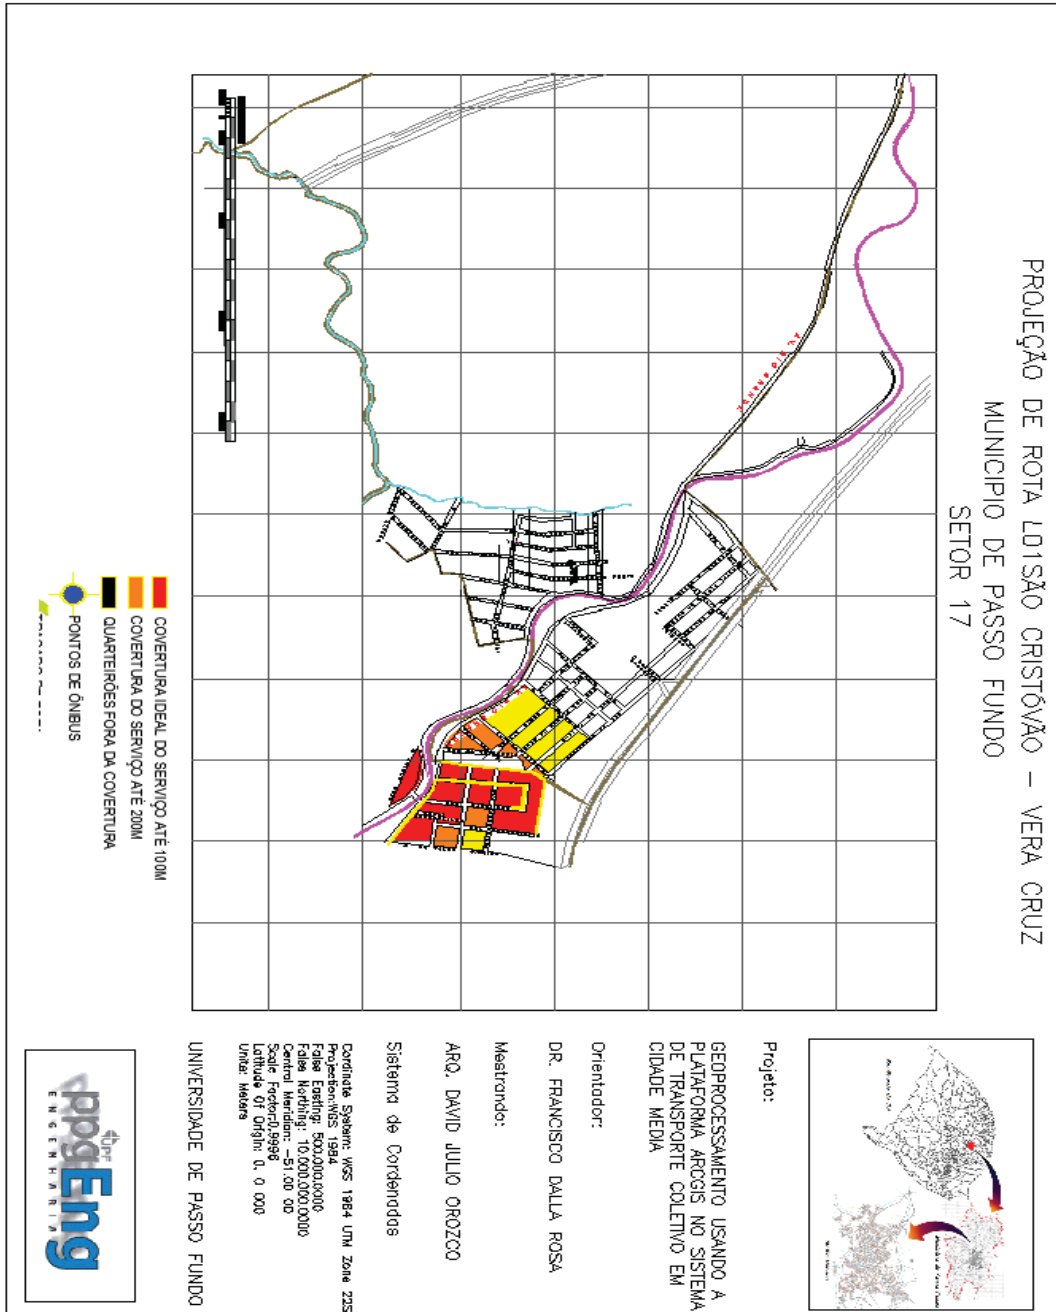 PROJEÇÃO DE ROTA L01SÃO CRISTÓVÃO – VERA CRUZ
MUNICIPIO DE PASSO FUNDO
SETOR 17
COVERTURA IDEAL DO SERVIÇO ATÉ 100M
COVERTURA DO SERVIÇO ATÉ 200M
QUARTEIRÕES FORA DA COVERTURA
PONTOS DE ÔNIBUS
Projeto:
GEOPROCESSAMENTO USANDO A
PLATAFORMA ARCGIS NO SISTEMA
DE TRANSPORTE COLETIVO EM
CIDADE MEDIA
Orientador:
DR. FRANCISCO DALLA ROSA
Mestrando:
ARQ. DAVID JULIO OROZCO
Sistema de Cordenadas
Cordinate System: WGS 1984 UTM Zone 22S
Projection:WGS 1984
False Easting: 500.000.0000
False Northing: 10.000.000.0000
Central Meridian: –51.00 00
Scale Factor:0.9996
Latitude Of Origin: 0. 000
Units: Meters
UNIVERSIDADE DE PASSO FUNDO
UPF
ppgEng
ENGENHARIA